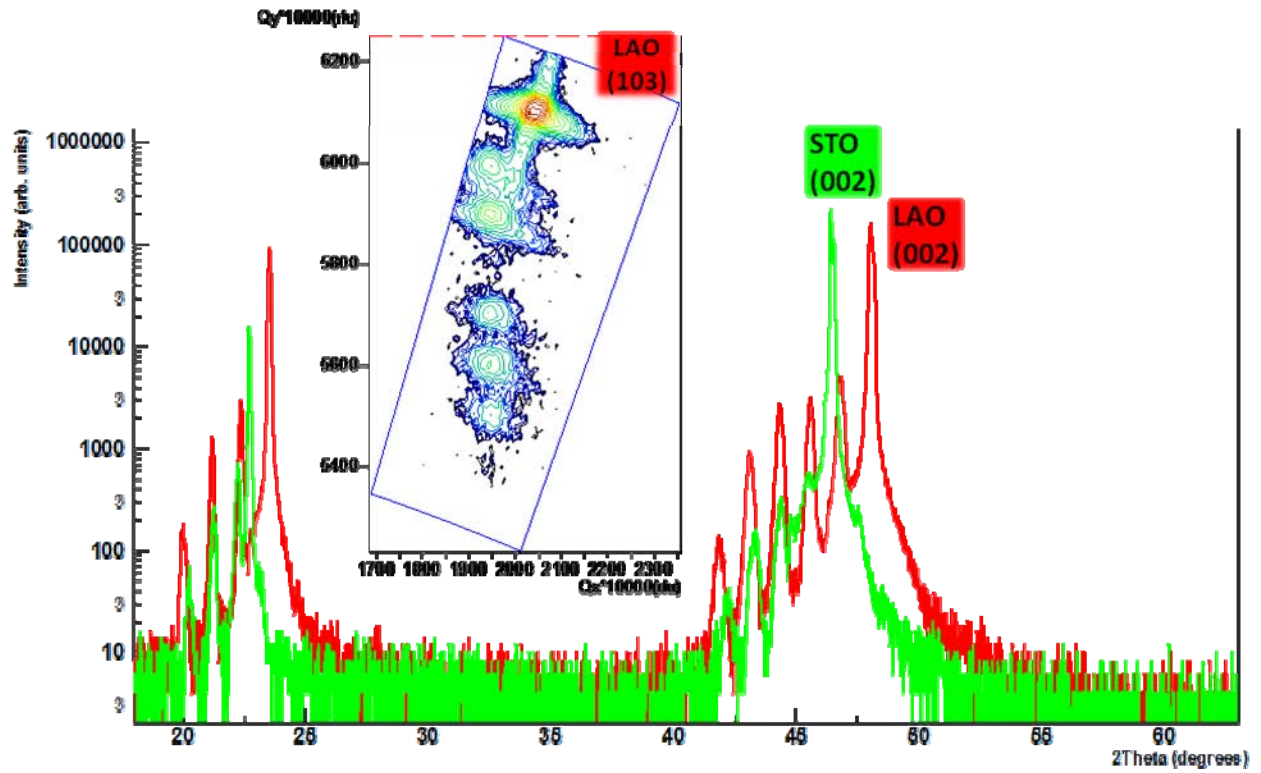 Qy*10000(rlu)
LAO
(103)
6200
6000
5800
5600
5400
1700 1800 1900 2000 2100 2200 2300
Qx*10000(rlu)
Intensity (arb. units)
1000000
3
100000
3
10000
3
1000
3
100
3
10
3
STO
(002)
LAO
(002)
20 25 30 35 40 45 50 55 60
2Theta (degrees)